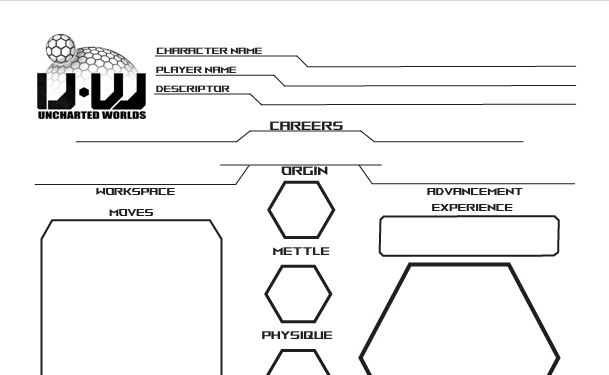 CHARACTER NAME
PLAYER NAME
DESCRIPTOR
U·W
UNCHARTED WORLDS
CAREERS
ORGIN
WORKSPACE
ADVANCEMENT
MOVES
EXPERIENCE
METTLE
PHYSIQUE